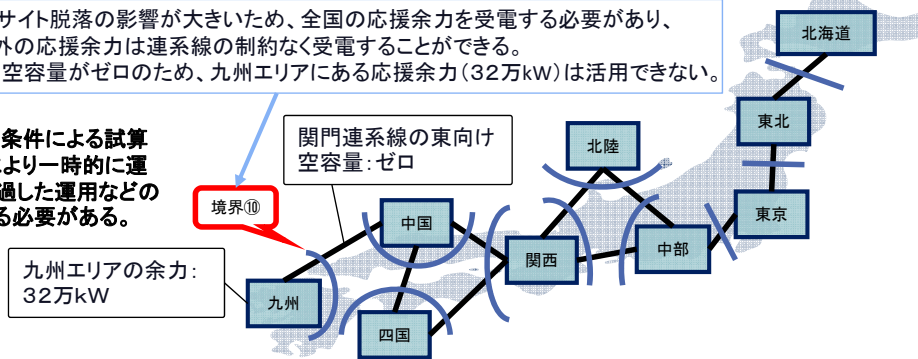 サイト脱落の影響が大きいため、全国の応援余力を受電する必要があり、
外の応援余力は連系線の制約なく受電することができる。
空容量がゼロのため、九州エリアにある応援余力(32万kW)は活用できない。
条件による試算
より一時的に運
過した運用などの
る必要がある。
関門連系線の東向け
空容量:ゼロ
境界⑩
九州エリアの余力:
32万kW
北海道
東北
北陸
東京
中国
関西
中部
九州
四国